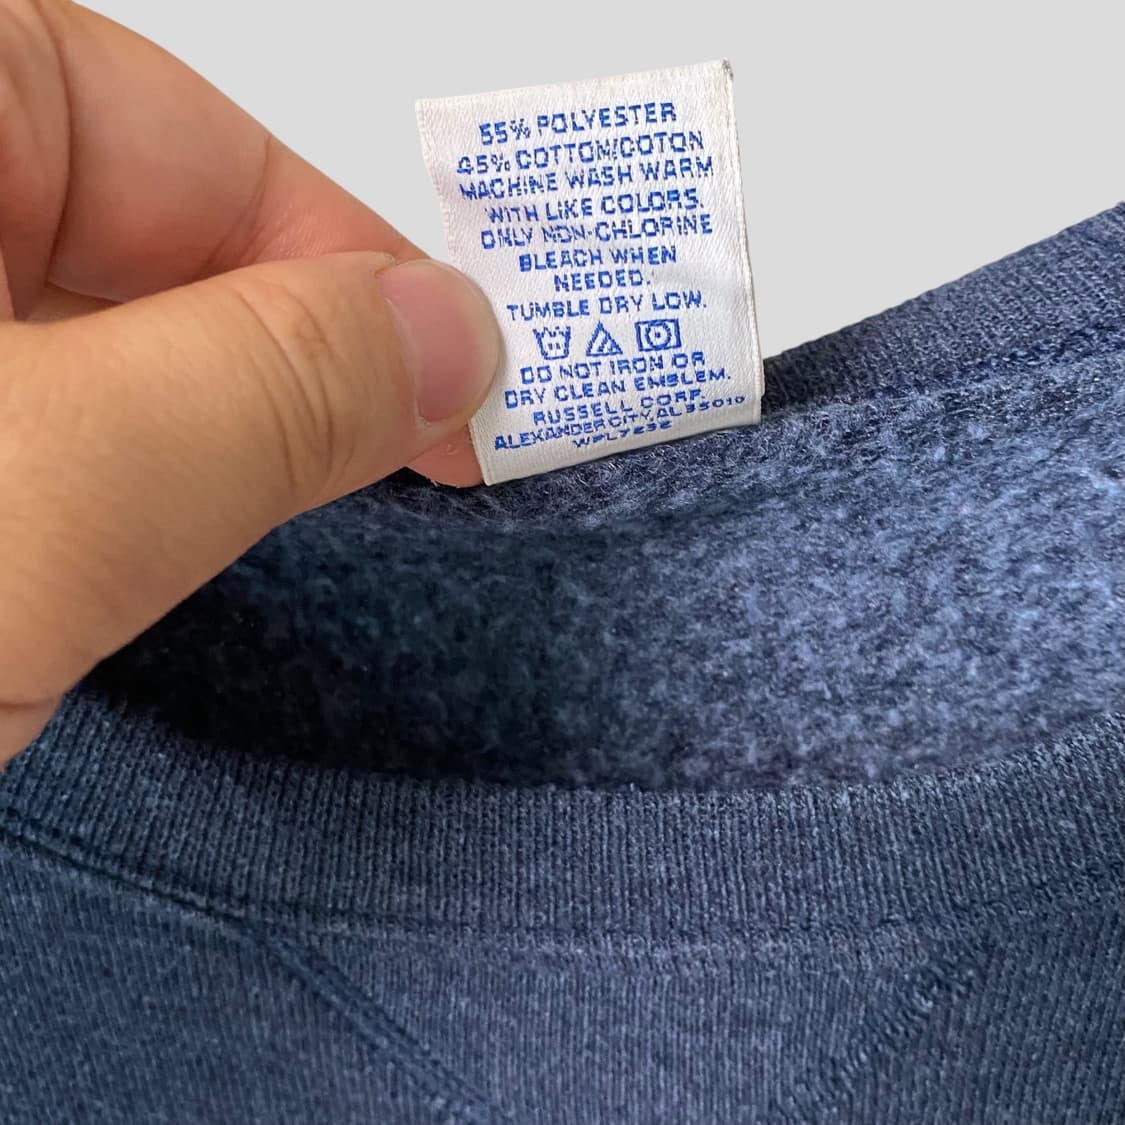 55% POLYESTER
45% COTTON/COTON
MACHINE WASH WARM
WITH LIKE COLORS.
ONLY NON-CHLORINE
BLEACH WHEN
NEEDED.
TUMBLE DRY LOW.
DO NOT IRON OR
DRY CLEAN EMBLEM.
RUSSELL CORP.
ALEXANDER CITY, AL 35010
WPL7232